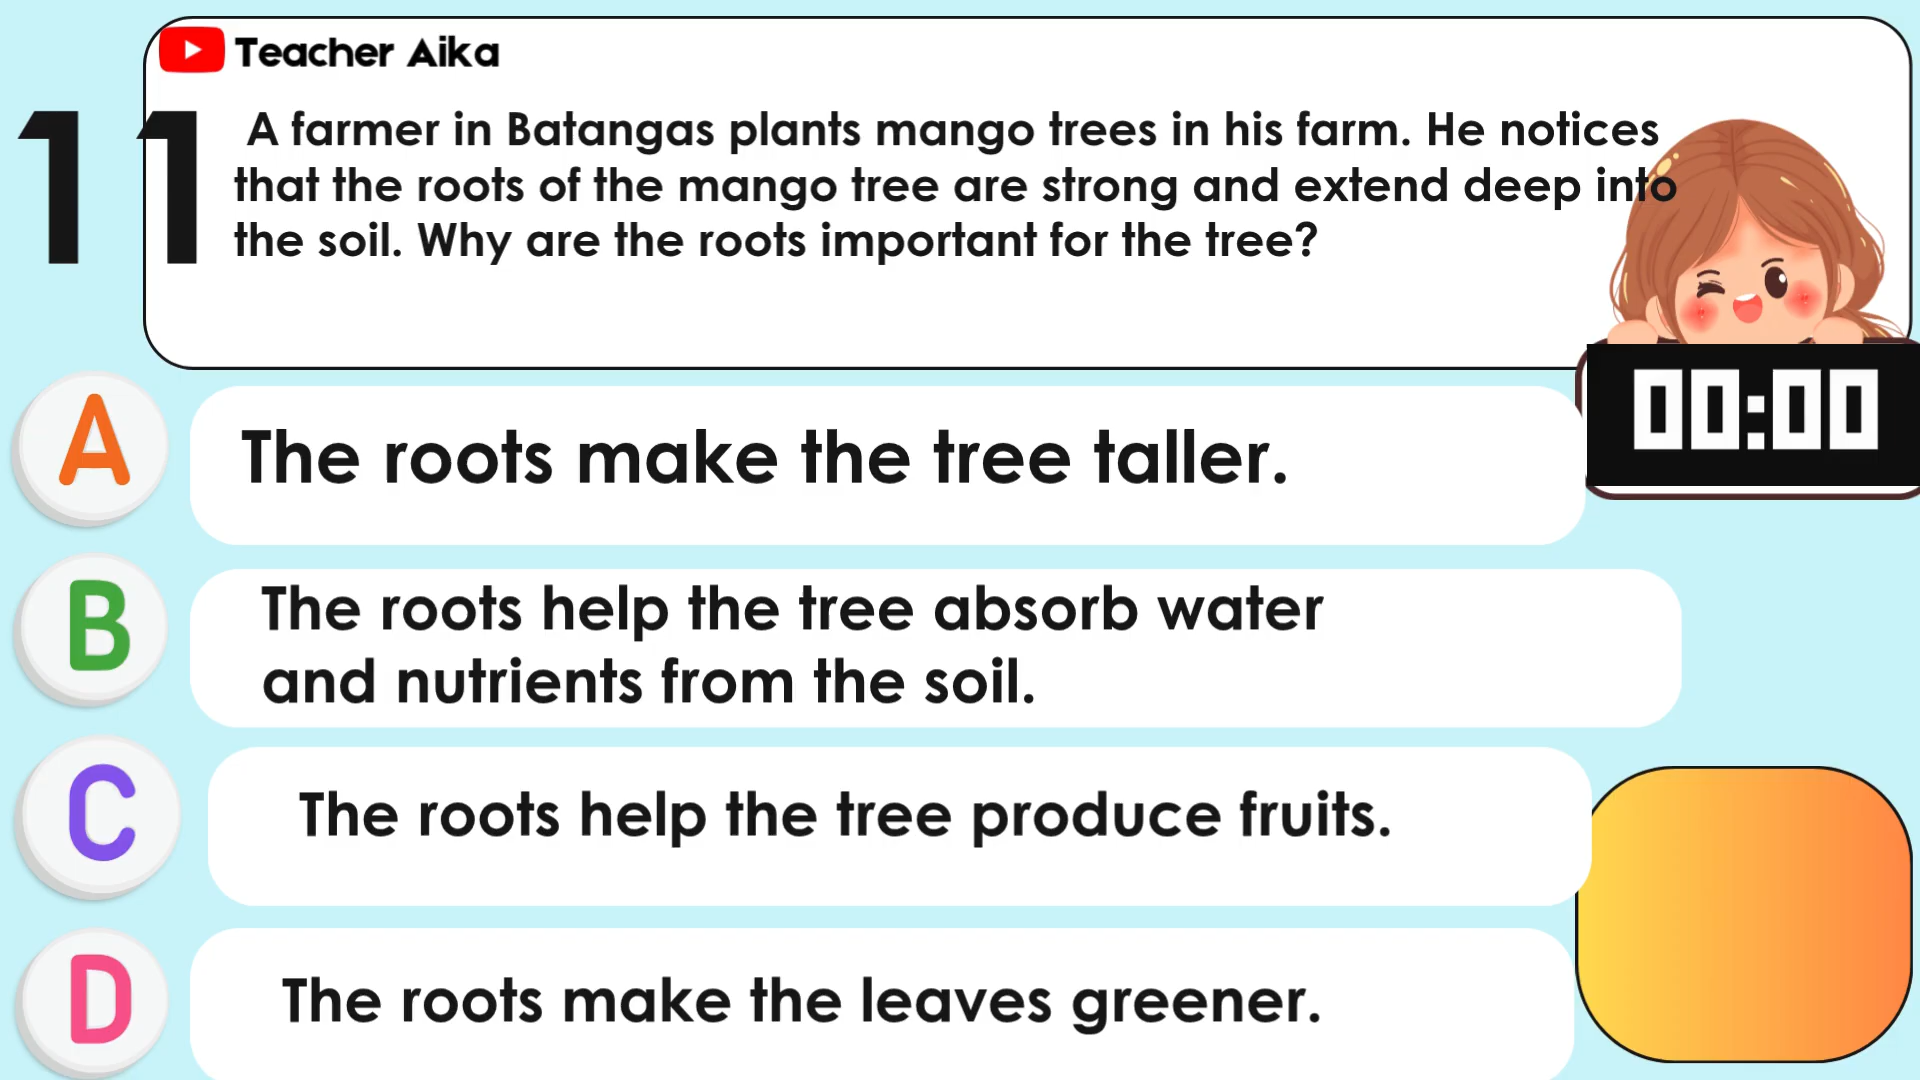 Teacher Aika
11
A farmer in Batangas plants mango trees in his farm. He notices
that the roots of the mango tree are strong and extend deep into
the soil. Why are the roots important for the tree?
00:00
A
The roots make the tree taller.
B
The roots help the tree absorb water
and nutrients from the soil.
C
The roots help the tree produce fruits.
D
The roots make the leaves greener.